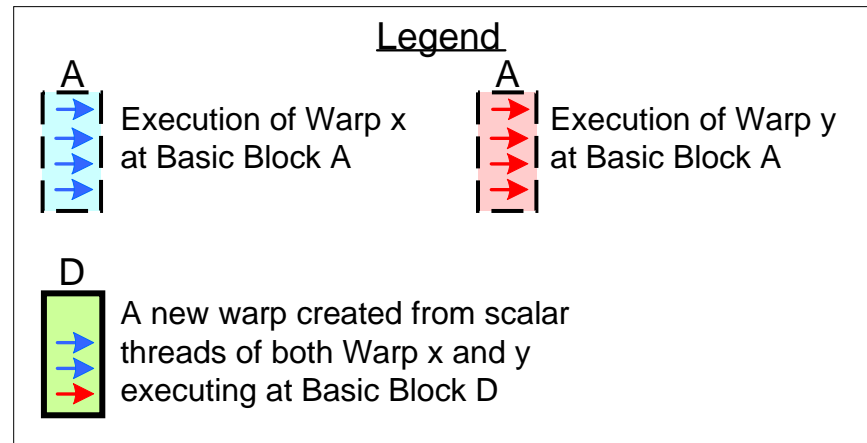 Legend
A
Execution of Warp x
at Basic Block A
A
Execution of Warp y
at Basic Block A
D
A new warp created from scalar
threads of both Warp x and y
executing at Basic Block D